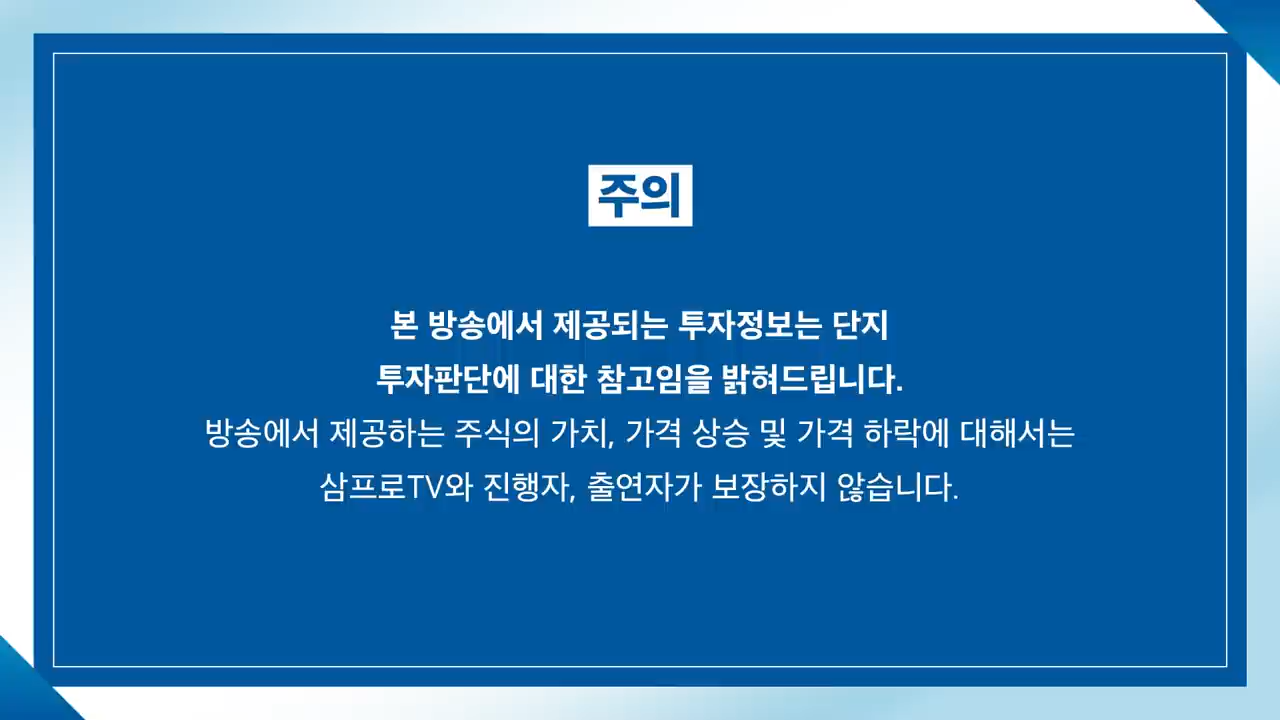 주의
본 방송에서 제공되는 투자정보는 단지
투자판단에 대한 참고임을 밝혀드립니다.
방송에서 제공하는 주식의 가치, 가격 상승 및 가격 하락에 대해서는
삼프로TV와 진행자, 출연자가 보장하지 않습니다.